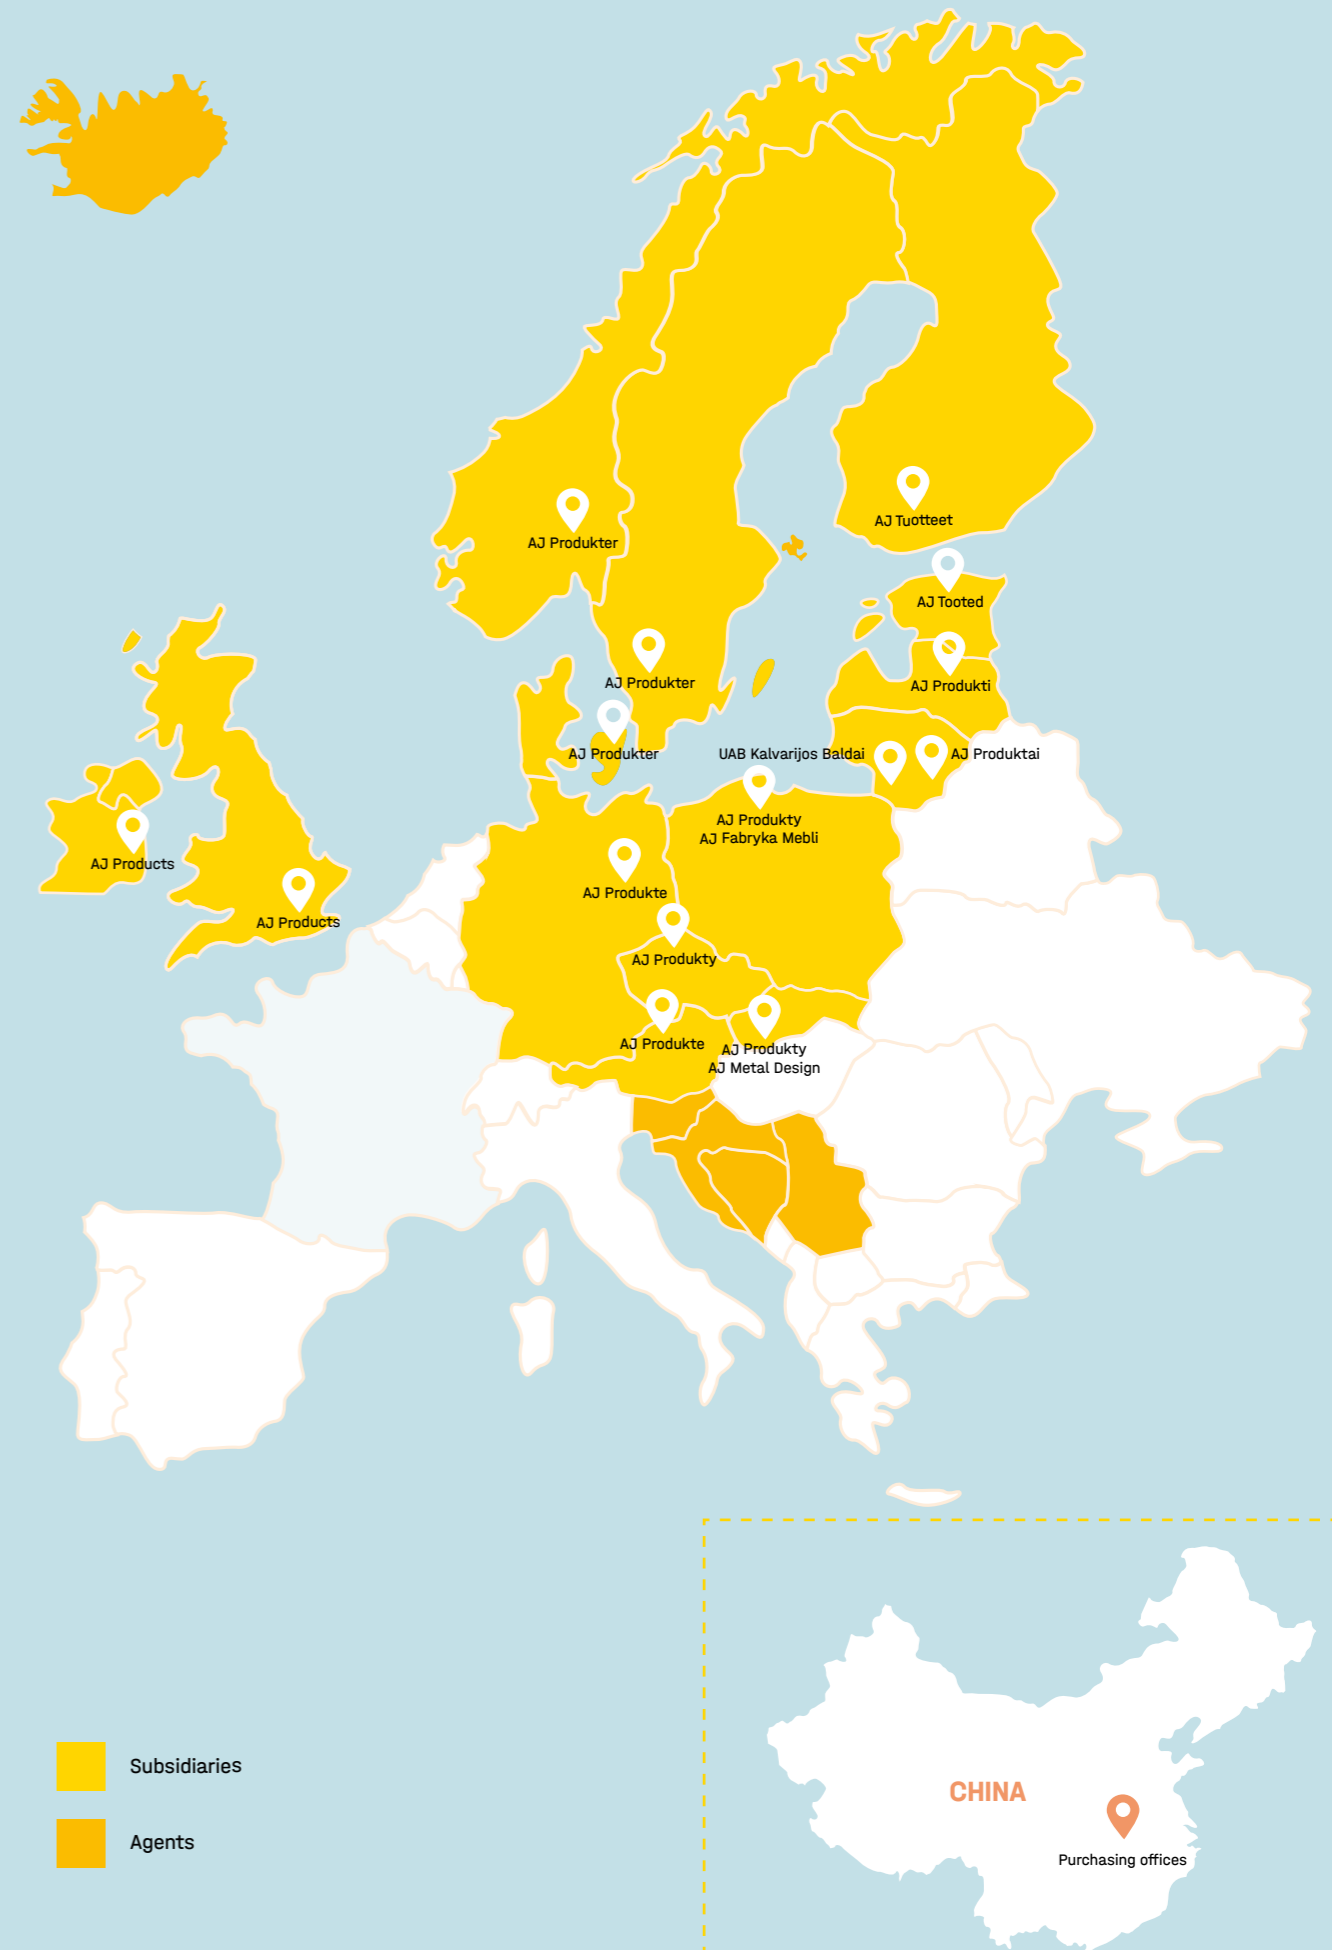 AJ Tuotteet
AJ Produkter
AJ Tooted
AJ Produkter
AJ Produkti
AJ Produkter
UAB Kalvarijos Baldai
AJ Produktai
AJ Produkty
AJ Fabryka Mebli
AJ Products
AJ Produkte
AJ Products
AJ Produkty
AJ Produkte
AJ Produkty
AJ Metal Design
Subsidiaries
Agents
CHINA
Purchasing offices